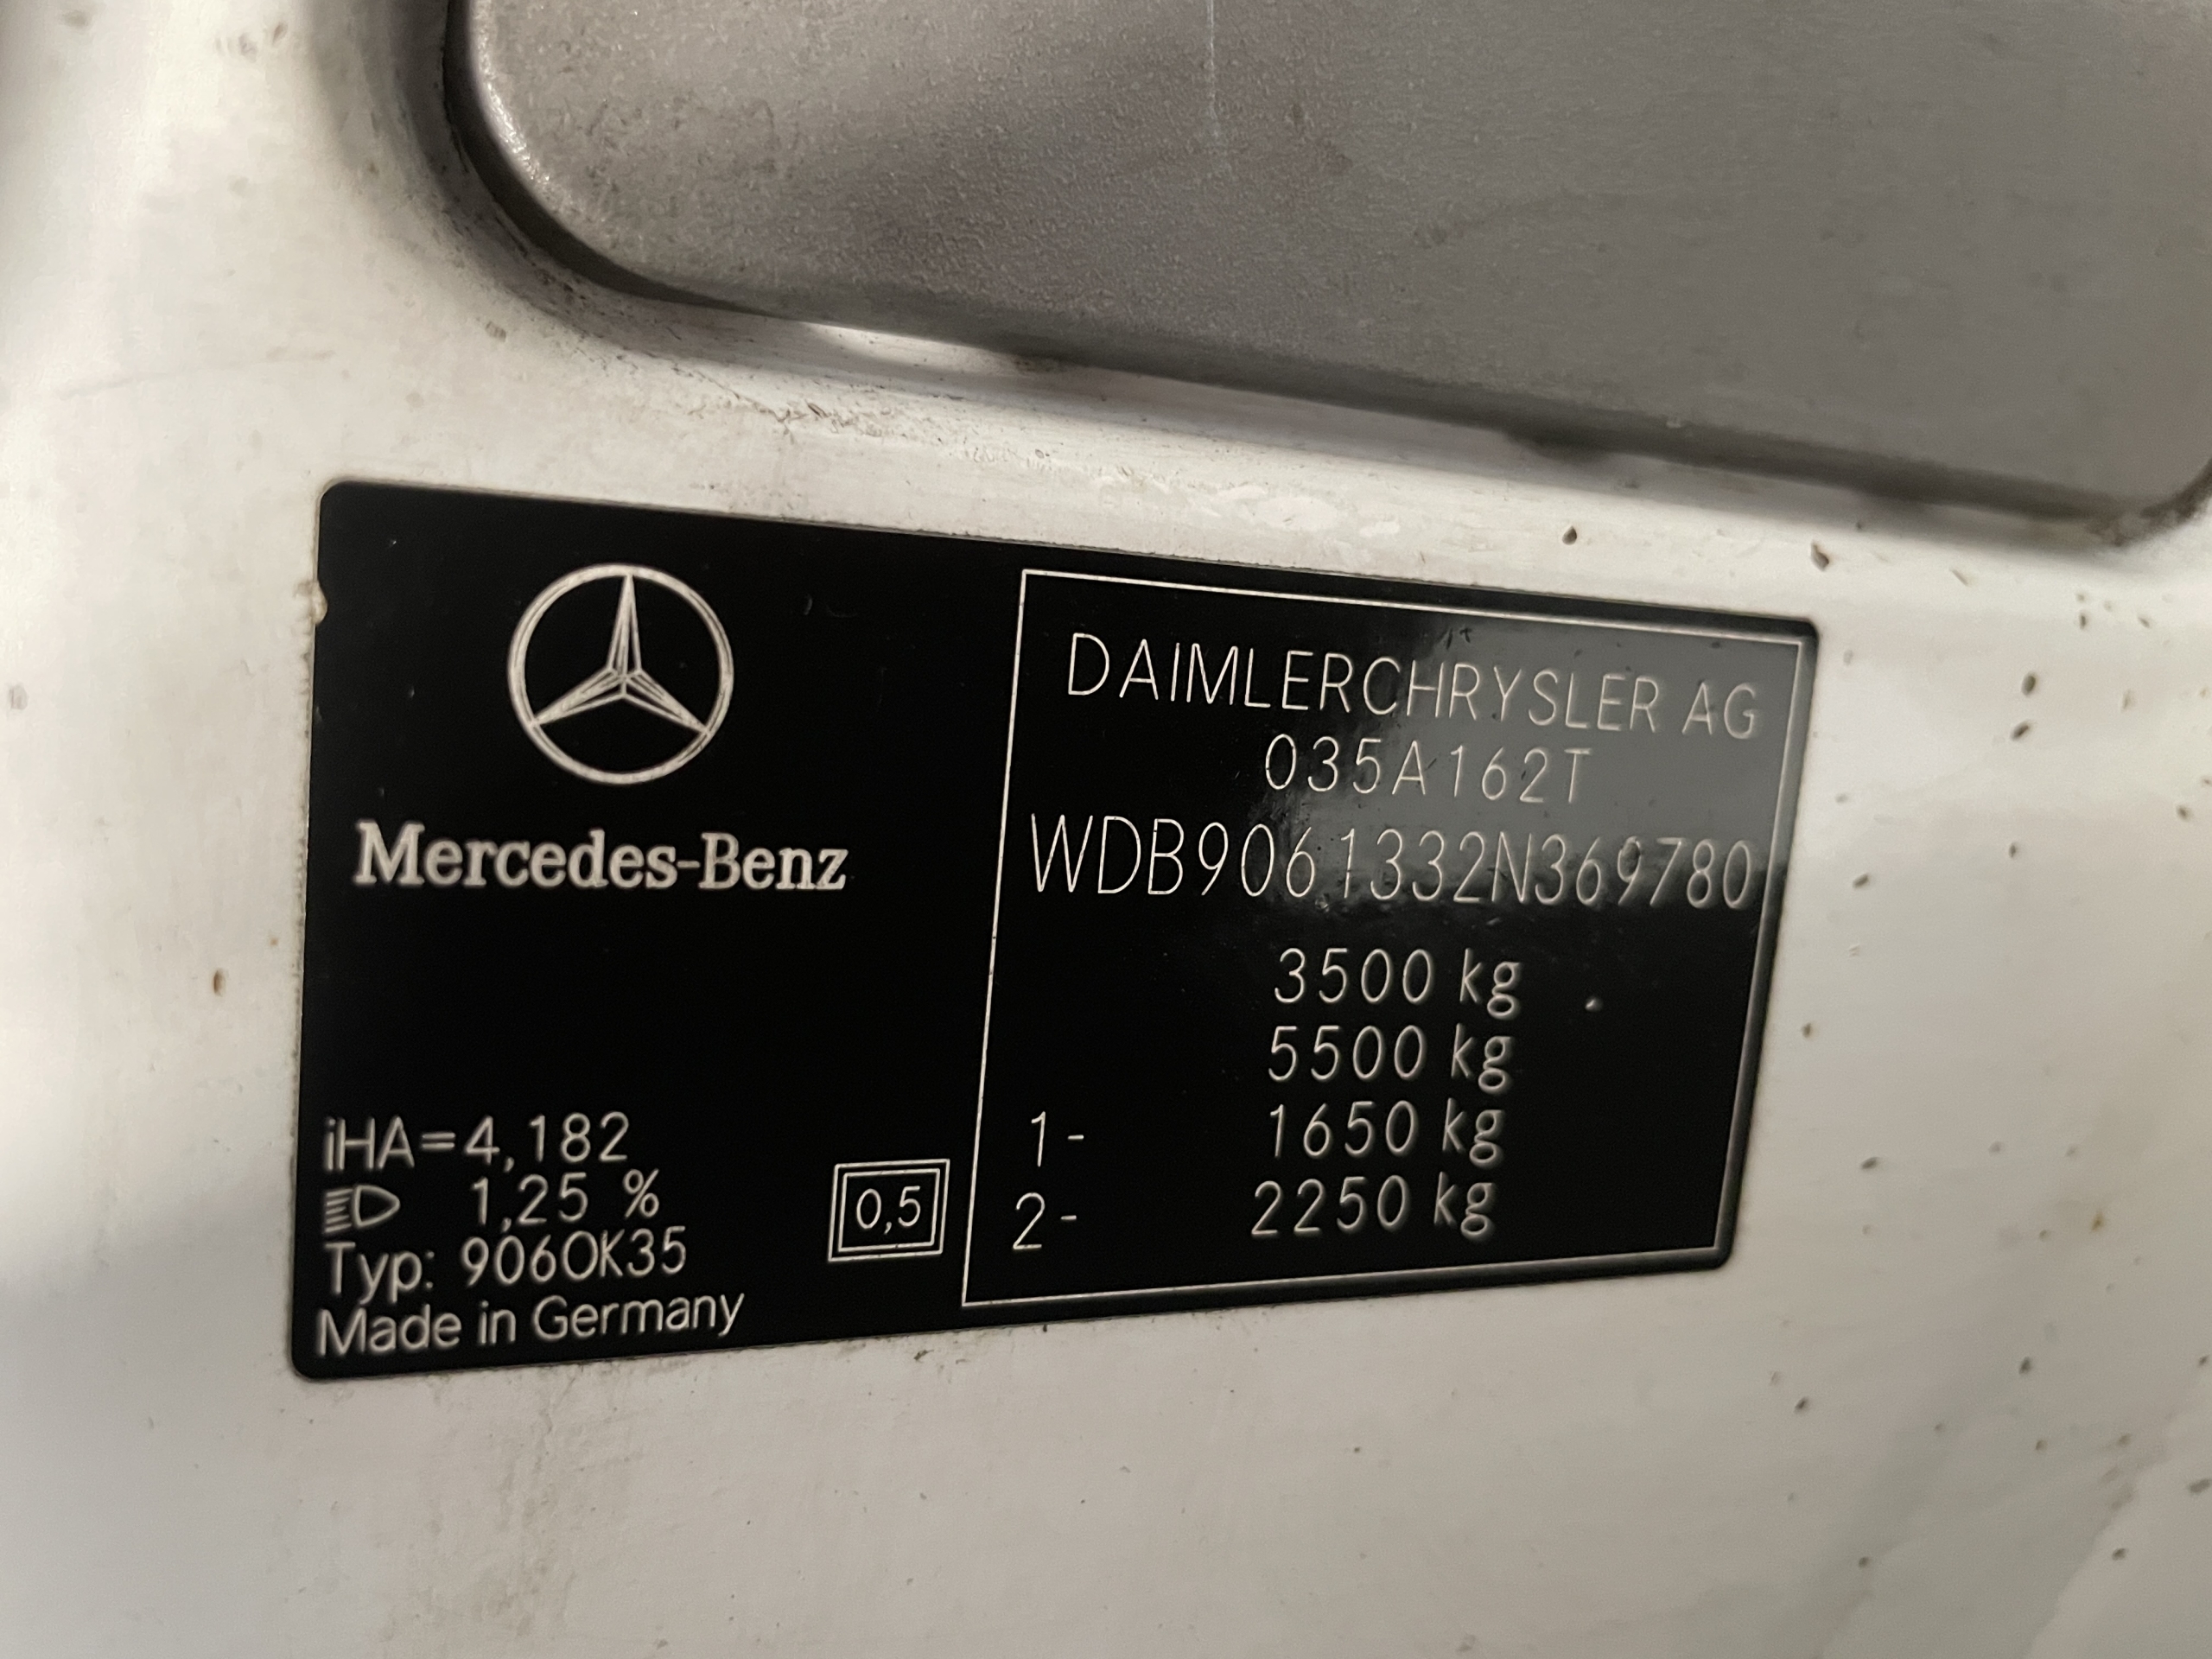 Mercedes-Benz
iHA=4,182
1,25 %
Typ: 906OK35
Made in Germany
0,5
DAIMLERCHRYSLER AG
035A162T
WDB9061332N369780
3500 kg
5500 kg
1- 1650 kg
2- 2250 kg